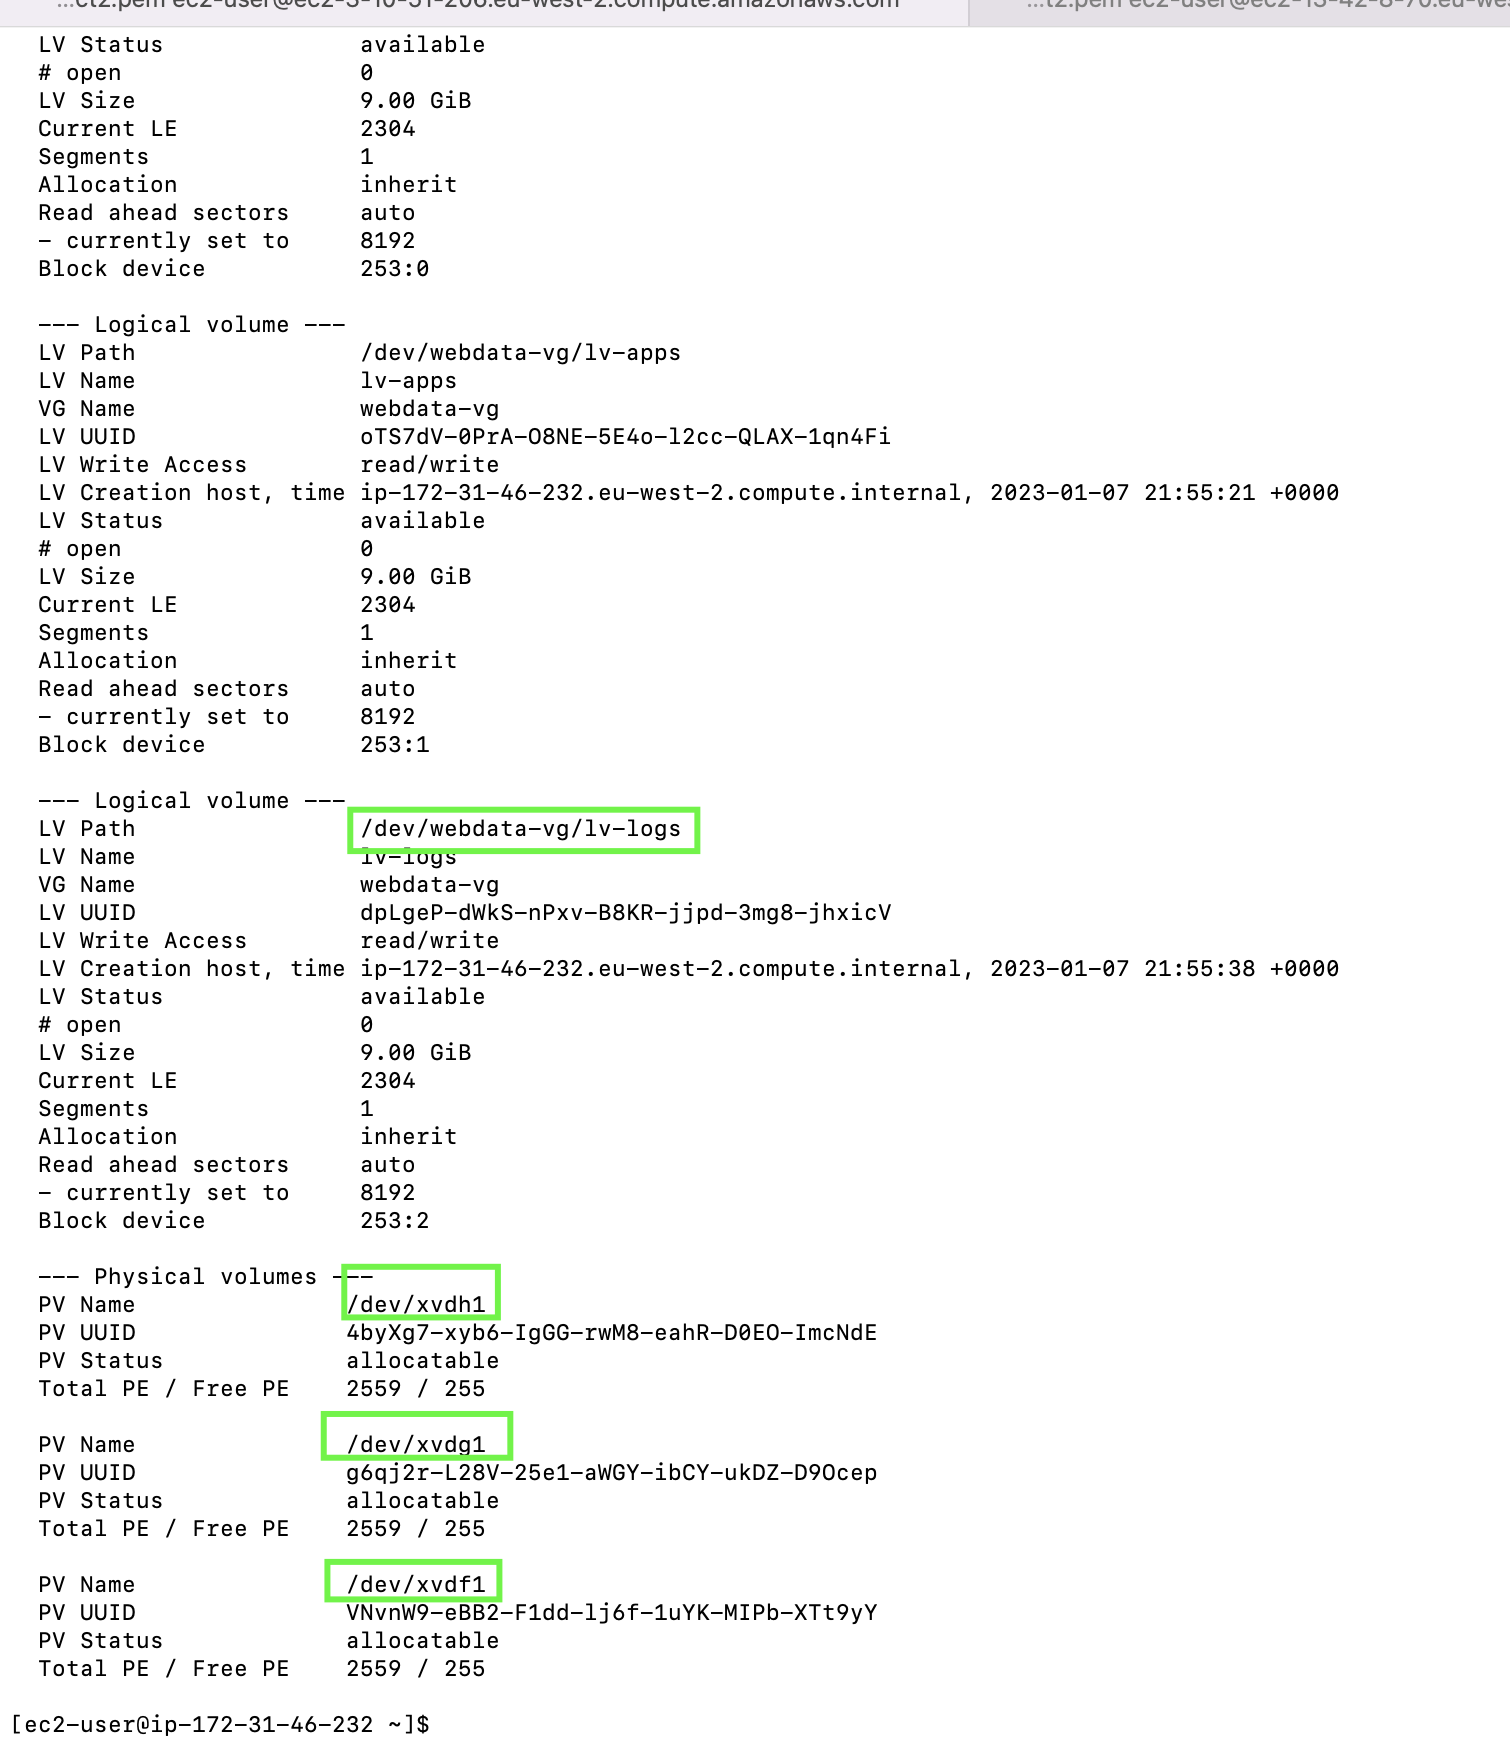 ...ct2.pem ec2-user@ec2-3-10-51-206.eu-west-2.compute.amazonaws.com ...t2.pem ec2-user@ec2-13-42-8-70.eu-wes
LV Status available
# open 0
LV Size 9.00 GiB
Current LE 2304
Segments 1
Allocation inherit
Read ahead sectors auto
- currently set to 8192
Block device 253:0
--- Logical volume ---
LV Path /dev/webdata-vg/lv-apps
LV Name lv-apps
VG Name webdata-vg
LV UUID oTS7dV-0PrA-O8NE-5E4o-l2cc-QLAX-1qn4Fi
LV Write Access read/write
LV Creation host, time ip-172-31-46-232.eu-west-2.compute.internal, 2023-01-07 21:55:21 +0000
LV Status available
# open 0
LV Size 9.00 GiB
Current LE 2304
Segments 1
Allocation inherit
Read ahead sectors auto
- currently set to 8192
Block device 253:1
--- Logical volume ---
LV Path /dev/webdata-vg/lv-logs
LV Name lv-logs
VG Name webdata-vg
LV UUID dpLgeP-dWkS-nPxv-B8KR-jjpd-3mg8-jhxicV
LV Write Access read/write
LV Creation host, time ip-172-31-46-232.eu-west-2.compute.internal, 2023-01-07 21:55:38 +0000
LV Status available
# open 0
LV Size 9.00 GiB
Current LE 2304
Segments 1
Allocation inherit
Read ahead sectors auto
- currently set to 8192
Block device 253:2
--- Physical volumes ---
PV Name /dev/xvdh1
PV UUID 4byXg7-xyb6-IgGG-rwM8-eahR-D0EO-ImcNdE
PV Status allocatable
Total PE / Free PE 2559 / 255
PV Name /dev/xvdg1
PV UUID g6qj2r-L28V-25e1-aWGY-ibCY-ukDZ-D9Ocep
PV Status allocatable
Total PE / Free PE 2559 / 255
PV Name /dev/xvdf1
PV UUID VNvnW9-eBB2-F1dd-lj6f-1uYK-MIPb-XTt9yY
PV Status allocatable
Total PE / Free PE 2559 / 255
[ec2-user@ip-172-31-46-232 ~]$